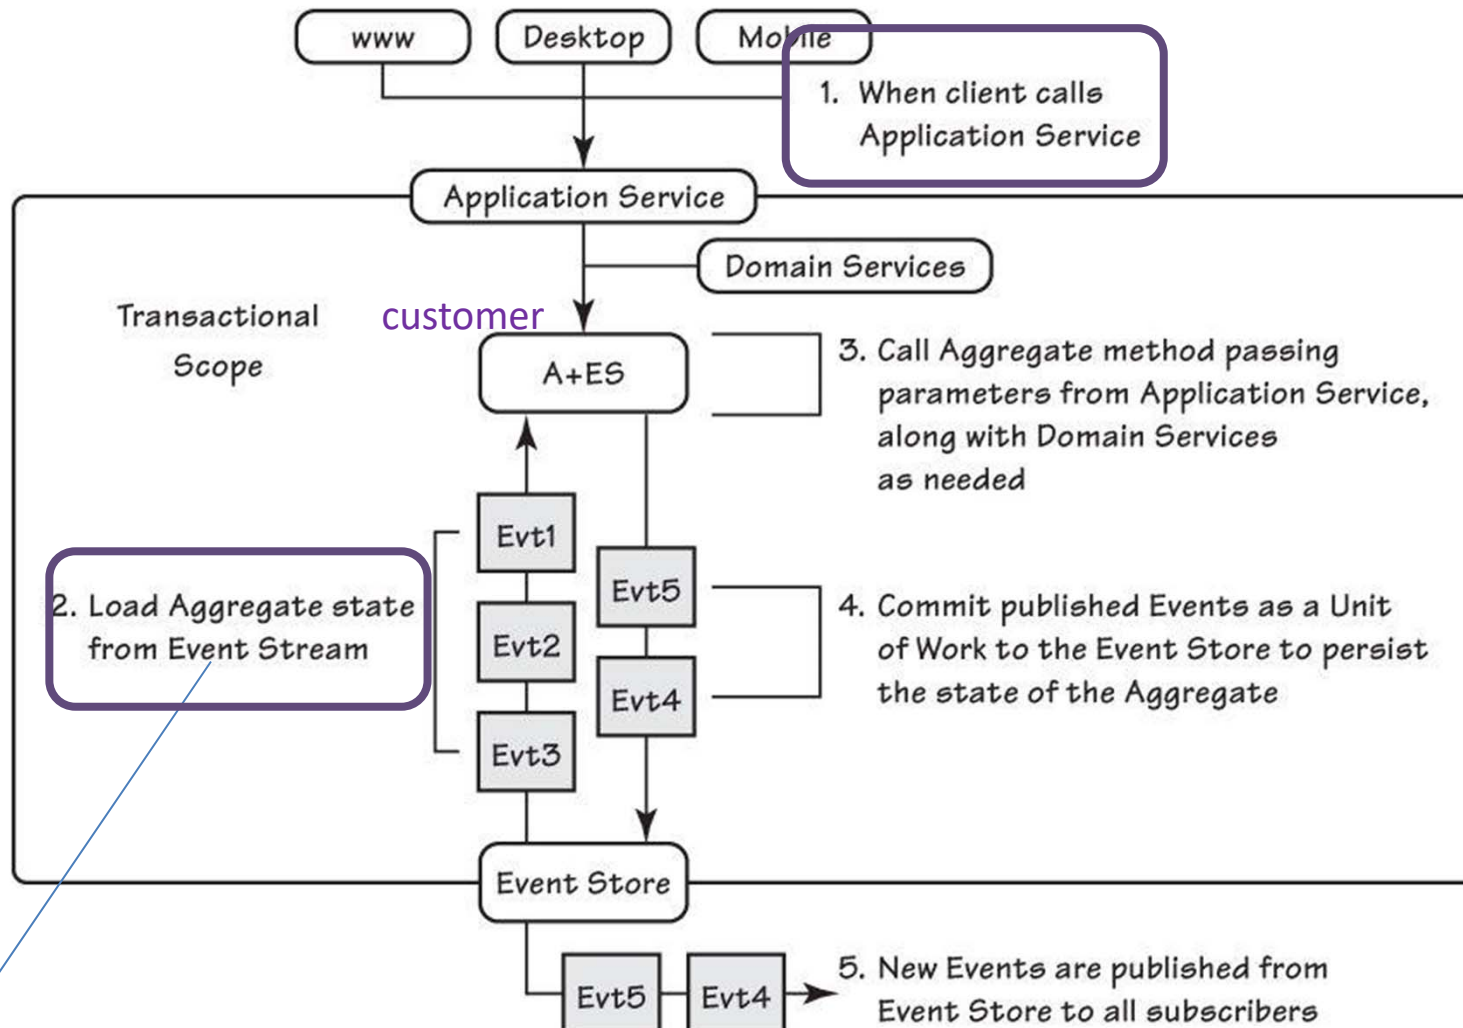 www
Desktop
Mobile
1. When client calls
Application Service
Application Service
Domain Services
Transactional
Scope
customer
A+ES
3. Call Aggregate method passing
parameters from Application Service,
along with Domain Services
as needed
Evt1
Evt2
Evt3
Evt5
Evt4
2. Load Aggregate state
from Event Stream
4. Commit published Events as a Unit
of Work to the Event Store to persist
the state of the Aggregate
Event Store
Evt5
Evt4
5. New Events are published from
Event Store to all subscribers